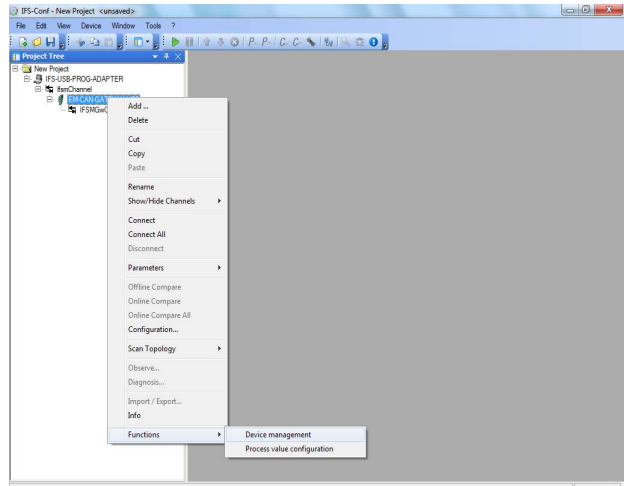 IFS-Conf - New Project <unsaved>
File Edit View Device Window Tools ?
Project Tree
New Project
IFS-USB-PROG-ADAPTER
IfsmChannel
Add ...
Delete
Cut
Copy
Paste
Rename
Show/Hide Channels
Connect
Connect All
Disconnect
Parameters
Offline Compare
Online Compare
Online Compare All
Configuration...
Scan Topology
Observe...
Diagnosis...
Import / Export...
Info
Functions
Device management
Process value configuration